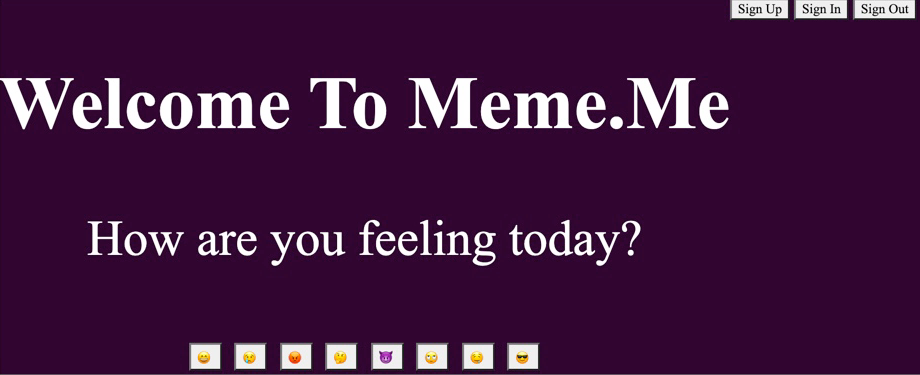 Sign Up Sign In Sign Out
Welcome To Meme.Me
How are you feeling today?
😄 😢 😡 🤔 😈 🙄 🤤 😎